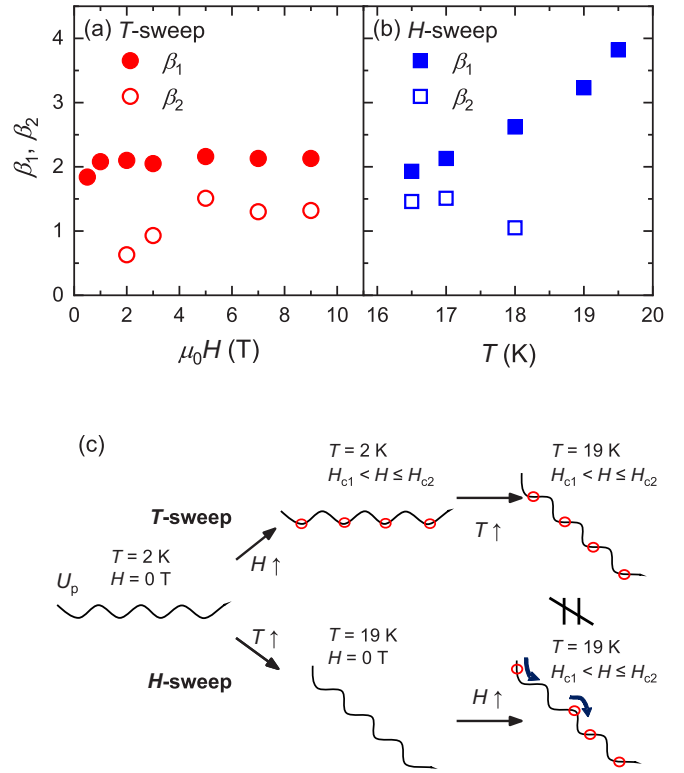 (a) T-sweep
β1
β2
(b) H-sweep
β1
β2
β1, β2
4
3
2
1
0
0 2 4 6 8 10
16 17 18 19 20
μ0H (T)
T (K)
(c)
T = 2 K
Hc1 < H ≤ Hc2
T = 19 K
Hc1 < H ≤ Hc2
T-sweep
T ↑
H ↑
T = 2 K
H = 0 T
Up
T ↑
T = 19 K
H = 0 T
T = 19 K
Hc1 < H ≤ Hc2
H-sweep
H ↑